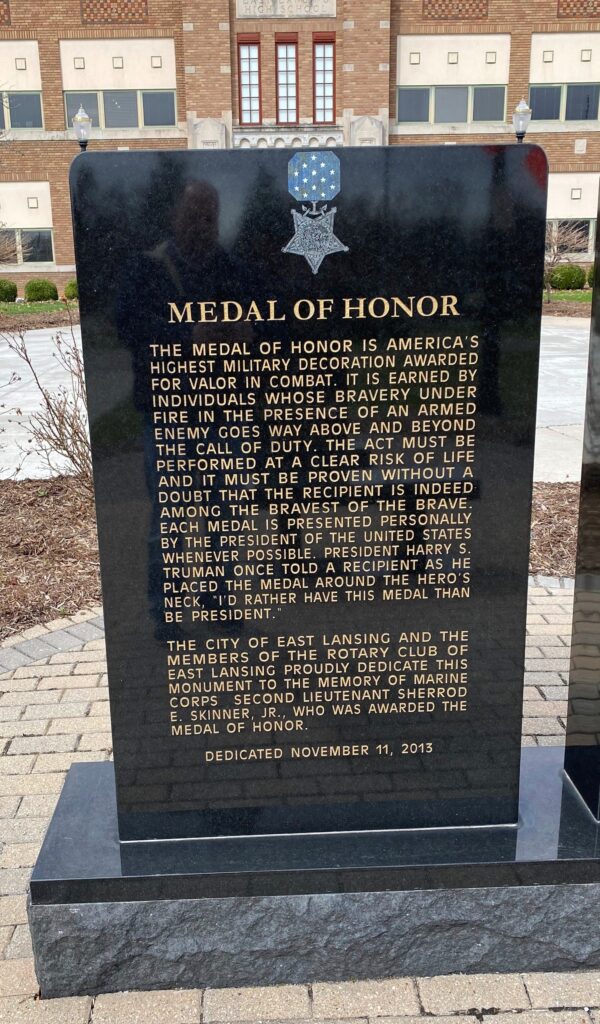 HIGH SCHOOL
MEDAL OF HONOR
THE MEDAL OF HONOR IS AMERICA'S
HIGHEST MILITARY DECORATION AWARDED
FOR VALOR IN COMBAT. IT IS EARNED BY
INDIVIDUALS WHOSE BRAVERY UNDER
FIRE IN THE PRESENCE OF AN ARMED
ENEMY GOES WAY ABOVE AND BEYOND
THE CALL OF DUTY. THE ACT MUST BE
PERFORMED AT A CLEAR RISK OF LIFE
AND IT MUST BE PROVEN WITHOUT A
DOUBT THAT THE RECIPIENT IS INDEED
AMONG THE BRAVEST OF THE BRAVE.
EACH MEDAL IS PRESENTED PERSONALLY
BY THE PRESIDENT OF THE UNITED STATES
WHENEVER POSSIBLE. PRESIDENT HARRY S.
TRUMAN ONCE TOLD A RECIPIENT AS HE
PLACED THE MEDAL AROUND THE HERO'S
NECK, "I'D RATHER HAVE THIS MEDAL THAN
BE PRESIDENT."
THE CITY OF EAST LANSING AND THE
MEMBERS OF THE ROTARY CLUB OF
EAST LANSING PROUDLY DEDICATE THIS
MONUMENT TO THE MEMORY OF MARINE
CORPS SECOND LIEUTENANT SHERROD
E. SKINNER, JR., WHO WAS AWARDED THE
MEDAL OF HONOR.
DEDICATED NOVEMBER 11, 2013